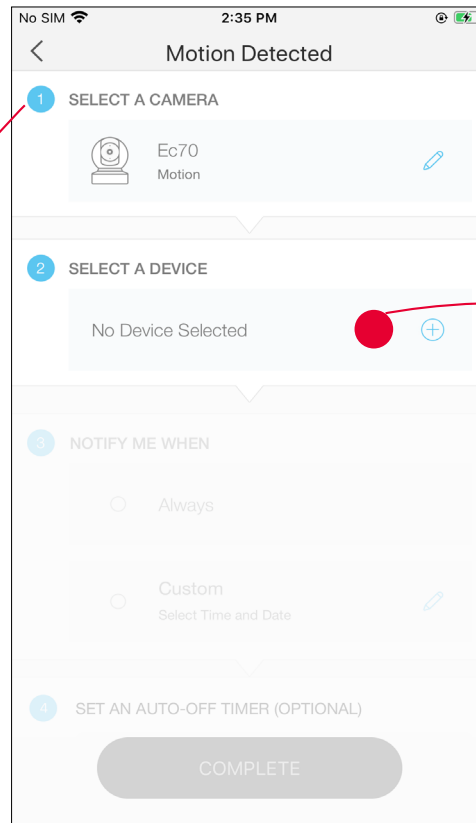 No SIM 2:35 PM
Motion Detected
1 SELECT A CAMERA
Ec70
Motion
2 SELECT A DEVICE
No Device Selected
3 NOTIFY ME WHEN
Always
Custom
Select Time and Date
4 SET AN AUTO-OFF TIMER (OPTIONAL)
COMPLETE